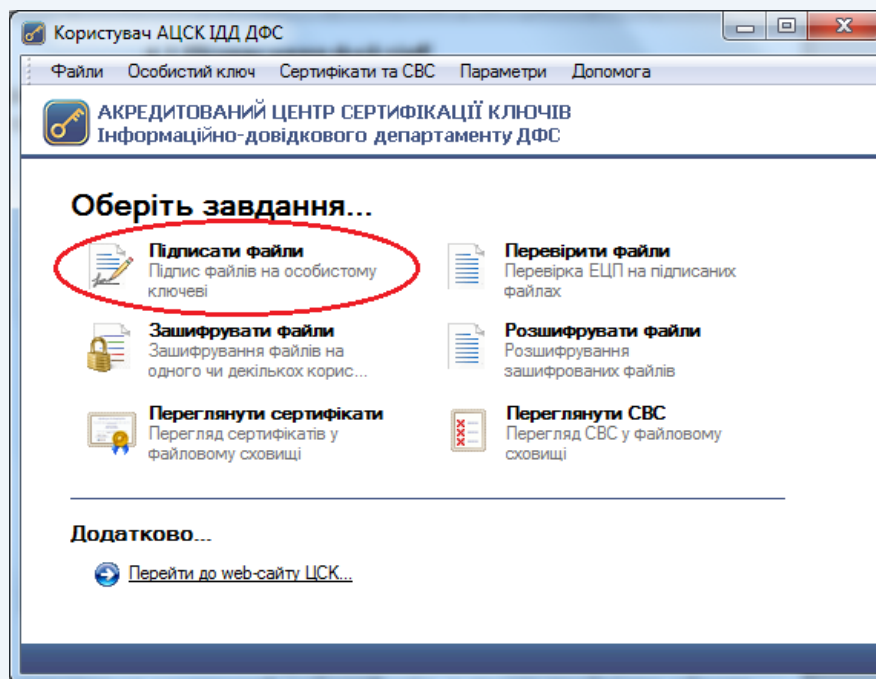 Користувач АЦСК ІДД ДФС
Файли Особистий ключ Сертифікати та СВС Параметри Допомога
АКРЕДИТОВАНИЙ ЦЕНТР СЕРТИФІКАЦІЇ КЛЮЧІВ
Інформаційно-довідкового департаменту ДФС
Оберіть завдання...
Підписати файли
Підпис файлів на особистому
ключеві
Перевірити файли
Перевірка ЕЦП на підписаних
файлах
Зашифрувати файли
Зашифрування файлів на
одного чи декількох корис...
Розшифрувати файли
Розшифрування
зашифрованих файлів
Переглянути сертифікати
Перегляд сертифікатів у
файловому сховищі
Переглянути СВС
Перегляд СВС у файловому
сховищі
Додатково...
Перейти до web-сайту ЦСК...